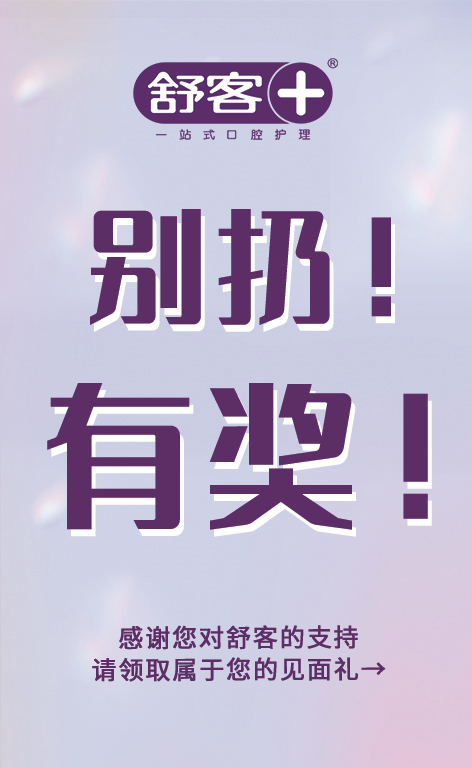 舒客+®
一站式口腔护理
别扔！
有奖！
感谢您对舒客的支持
请领取属于您的见面礼→